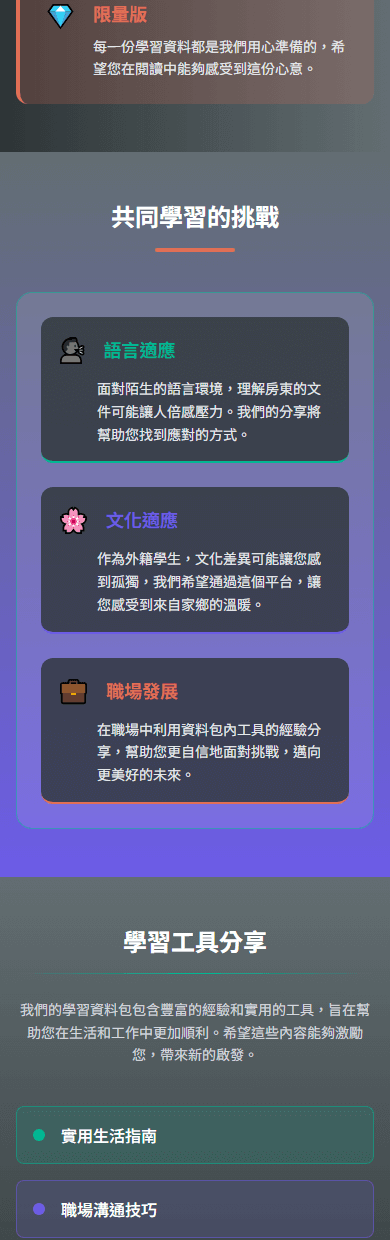 限量版
每一份學習資料都是我們用心準備的，希
望您在閱讀中能夠感受到這份心意。
共同學習的挑戰
語言適應
面對陌生的語言環境，理解房東的文
件可能讓人倍感壓力。我們的分享將
幫助您找到應對的方式。
文化適應
作為外籍學生，文化差異可能讓您感
到孤獨，我們希望通過這個平台，讓
您感受到來自家鄉的溫暖。
職場發展
在職場中利用資料包內工具的經驗分
享，幫助您更自信地面對挑戰，邁向
更美好的未來。
學習工具分享
我們的學習資料包包含豐富的經驗和實用的工具，旨在幫
助您在生活和工作中更加順利。希望這些內容能夠激勵
您，帶來新的啟發。
實用生活指南
職場溝通技巧